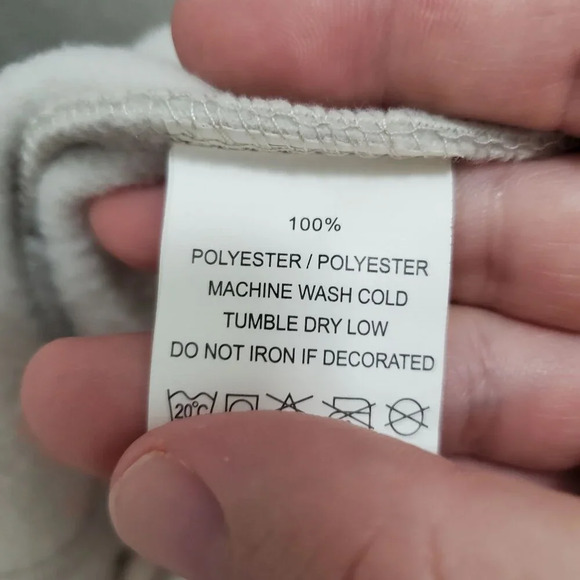 100%
POLYESTER / POLYESTER
MACHINE WASH COLD
TUMBLE DRY LOW
DO NOT IRON IF DECORATED
20°C